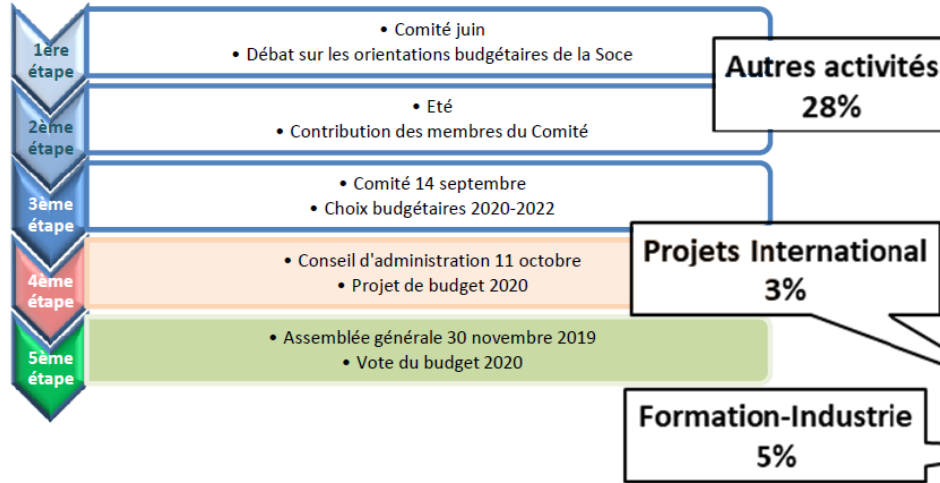 1ère
étape
• Comité juin
• Débat sur les orientations budgétaires de la Soce
2ème
étape
• Eté
• Contribution des membres du Comité
3ème
étape
• Comité 14 septembre
• Choix budgétaires 2020-2022
4ème
étape
• Conseil d'administration 11 octobre
• Projet de budget 2020
5ème
étape
• Assemblée générale 30 novembre 2019
• Vote du budget 2020
Autres activités
28%
Projets International
3%
Formation-Industrie
5%